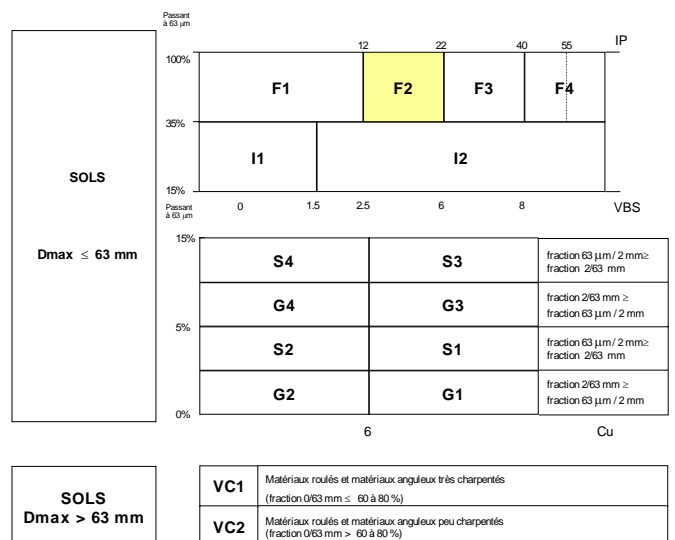 Passant
à 63 µm
12 22 40 55 IP
100%
F1 F2 F3 F4
35%
I1 I2
15%
SOLS
Dmax ≤ 63 mm
Passant
à 63 µm
0 1.5 2.5 6 8 VBS
15%
S4 S3 fraction 63 µm / 2 mm≥
fraction 2/63 mm
G4 G3 fraction 2/63 mm ≥
fraction 63 µm / 2 mm
5%
S2 S1 fraction 63 µm / 2 mm≥
fraction 2/63 mm
G2 G1 fraction 2/63 mm ≥
fraction 63 µm / 2 mm
0%
6 Cu
SOLS
Dmax > 63 mm
VC1 Matériaux roulés et matériaux anguleux très charpentés
(fraction 0/63 mm ≤ 60 à 80 %)
VC2 Matériaux roulés et matériaux anguleux peu charpentés
(fraction 0/63 mm > 60 à 80 %)